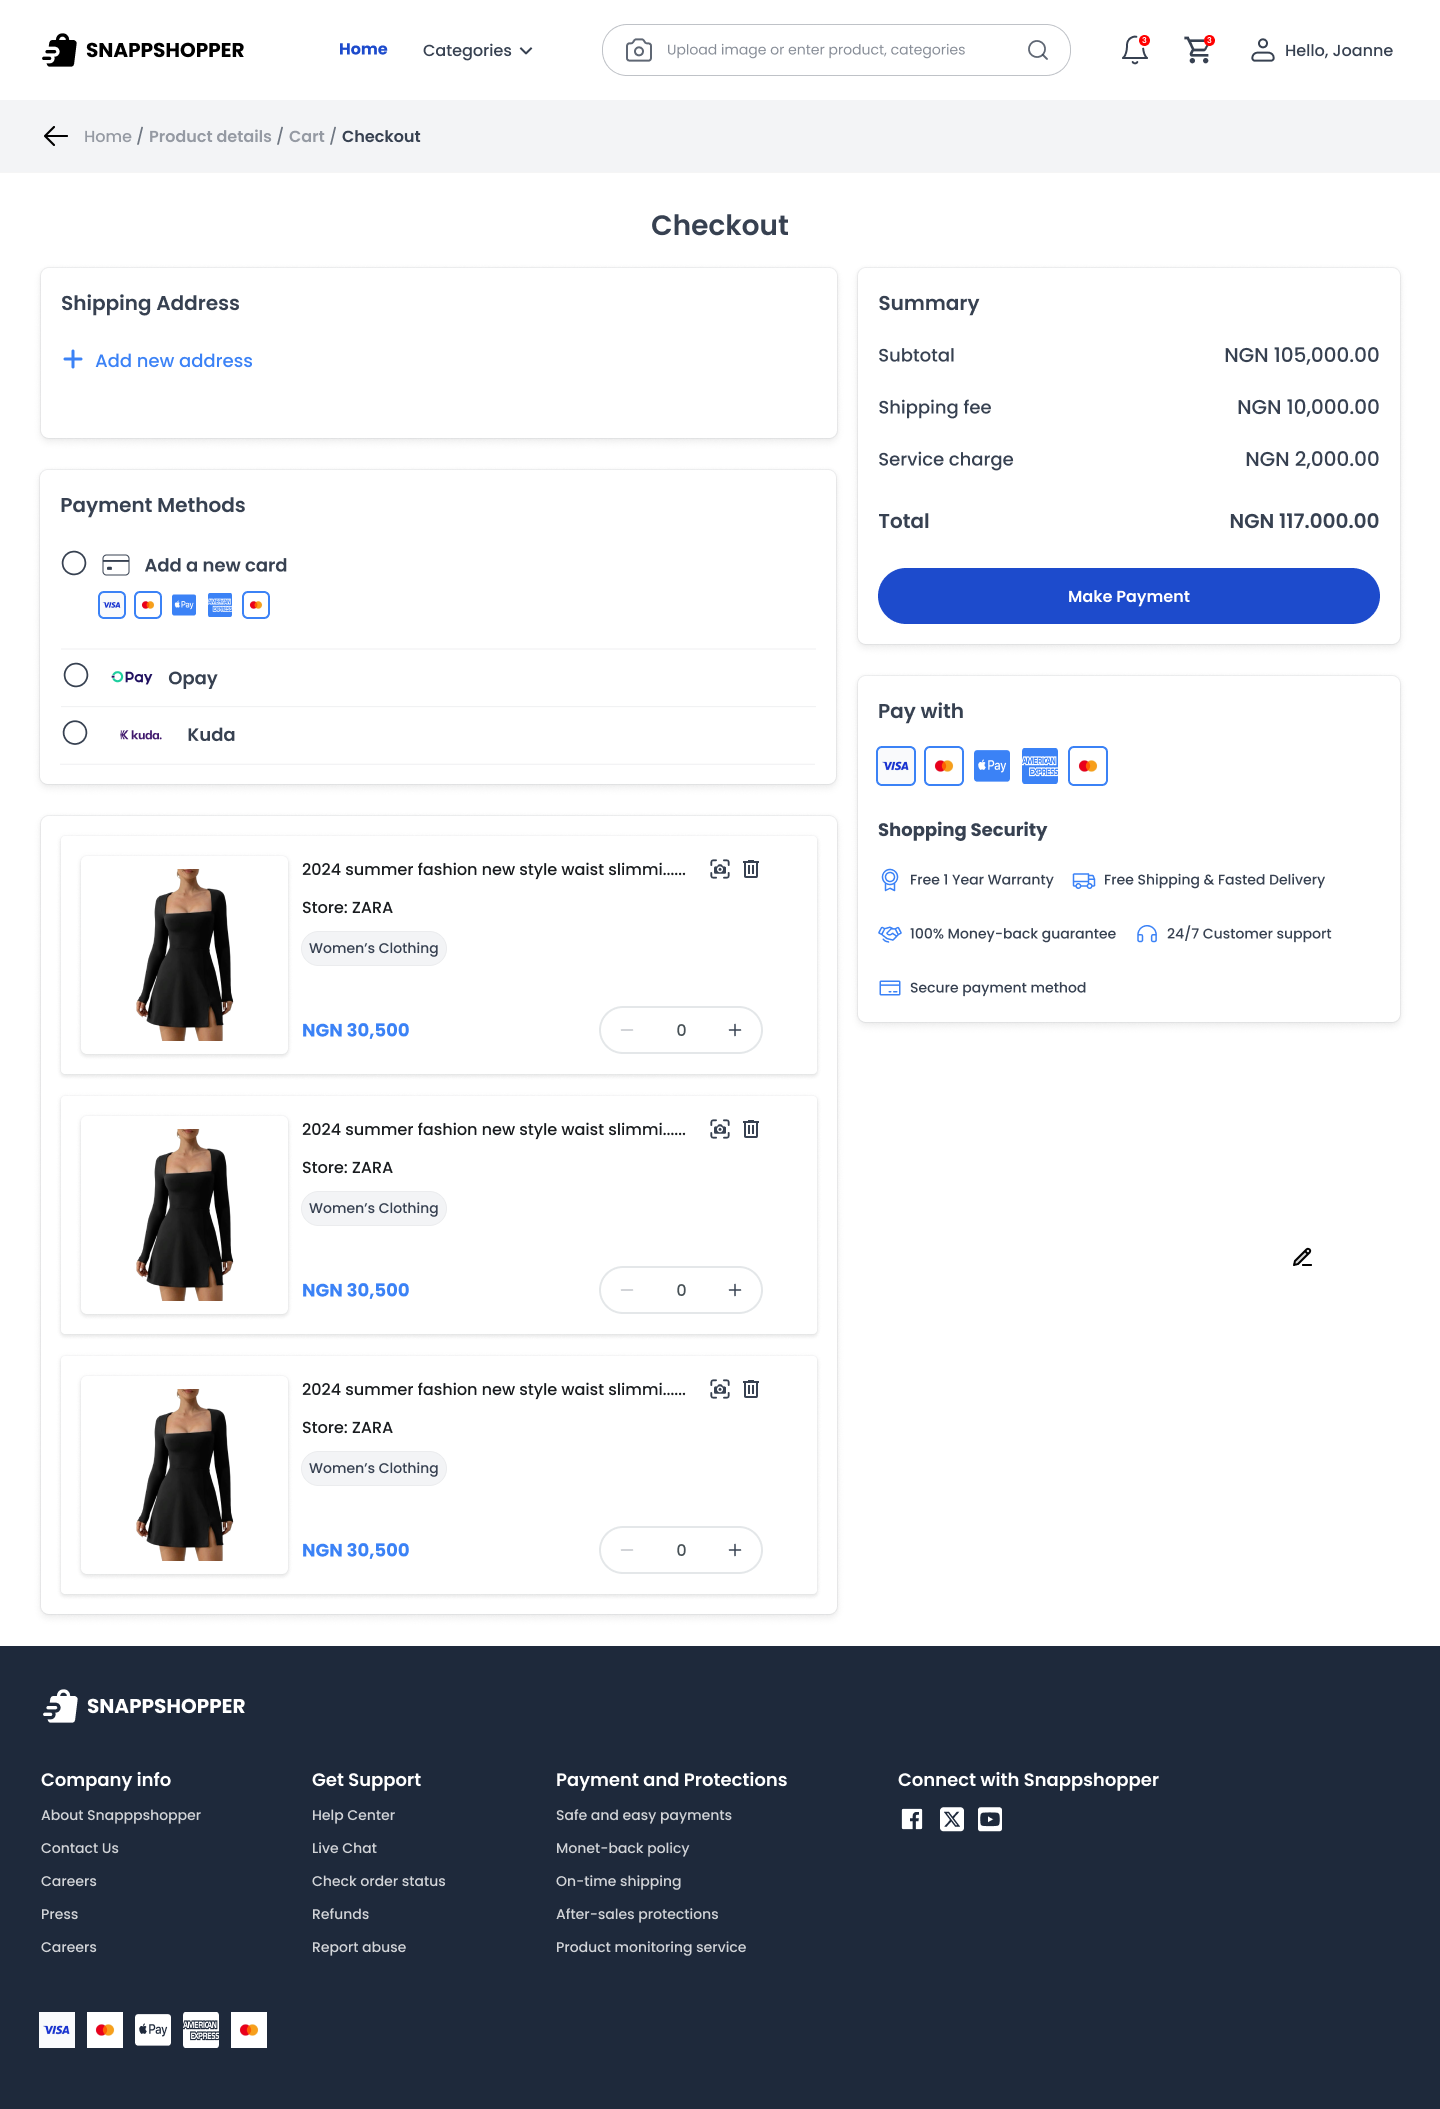 SNAPPSHOPPER
Home
Categories
Upload image or enter product, categories
3
3
Hello, Joanne
Home / Product details / Cart / Checkout
Checkout
Shipping Address
Add new address
Payment Methods
Add a new card
VISA
Pay
AMERICAN EXPRESS
OPay Opay
kuda. Kuda
2024 summer fashion new style waist slimmi......
Store: ZARA
Women's Clothing
NGN 30,500
0
2024 summer fashion new style waist slimmi......
Store: ZARA
Women's Clothing
NGN 30,500
0
2024 summer fashion new style waist slimmi......
Store: ZARA
Women's Clothing
NGN 30,500
0
Summary
Subtotal NGN 105,000.00
Shipping fee NGN 10,000.00
Service charge NGN 2,000.00
Total NGN 117.000.00
Make Payment
Pay with
VISA
Pay
AMERICAN EXPRESS
Shopping Security
Free 1 Year Warranty
Free Shipping & Fasted Delivery
100% Money-back guarantee
24/7 Customer support
Secure payment method
SNAPPSHOPPER
Company info
About Snapppshopper
Contact Us
Careers
Press
Careers
Get Support
Help Center
Live Chat
Check order status
Refunds
Report abuse
Payment and Protections
Safe and easy payments
Monet-back policy
On-time shipping
After-sales protections
Product monitoring service
Connect with Snappshopper
VISA
Pay
AMERICAN EXPRESS